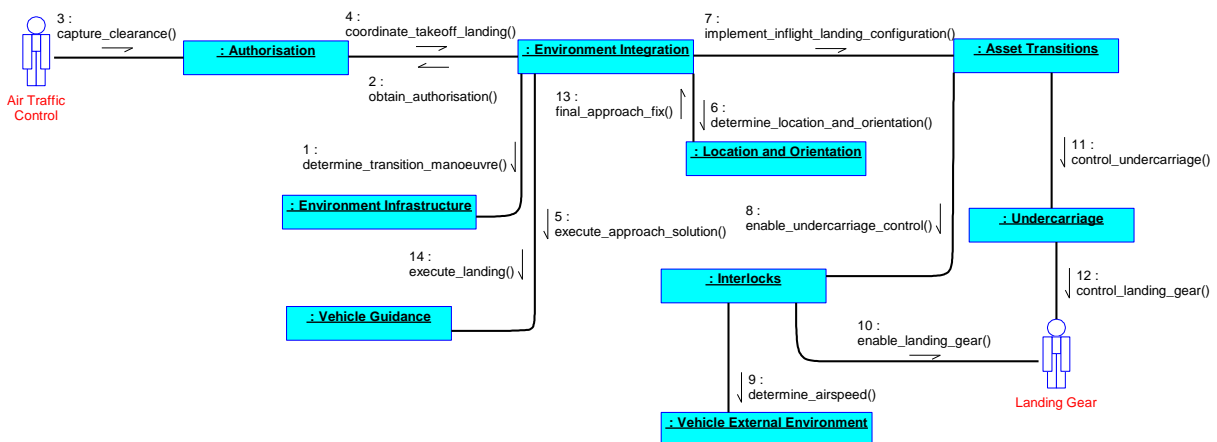 3 :
capture_clearance()
Air Traffic
Control
: Authorisation
4 :
coordinate_takeoff_landing()
2 :
obtain_authorisation()
: Environment Integration
7 :
implement_inflight_landing_configuration()
: Asset Transitions
13 :
final_approach_fix()
6 :
determine_location_and_orientation()
: Location and Orientation
1 :
determine_transition_manoeuvre()
: Environment Infrastructure
5 :
execute_approach_solution()
14 :
execute_landing()
: Vehicle Guidance
8 :
enable_undercarriage_control()
11 :
control_undercarriage()
: Undercarriage
: Interlocks
12 :
control_landing_gear()
10 :
enable_landing_gear()
Landing Gear
9 :
determine_airspeed()
: Vehicle External Environment